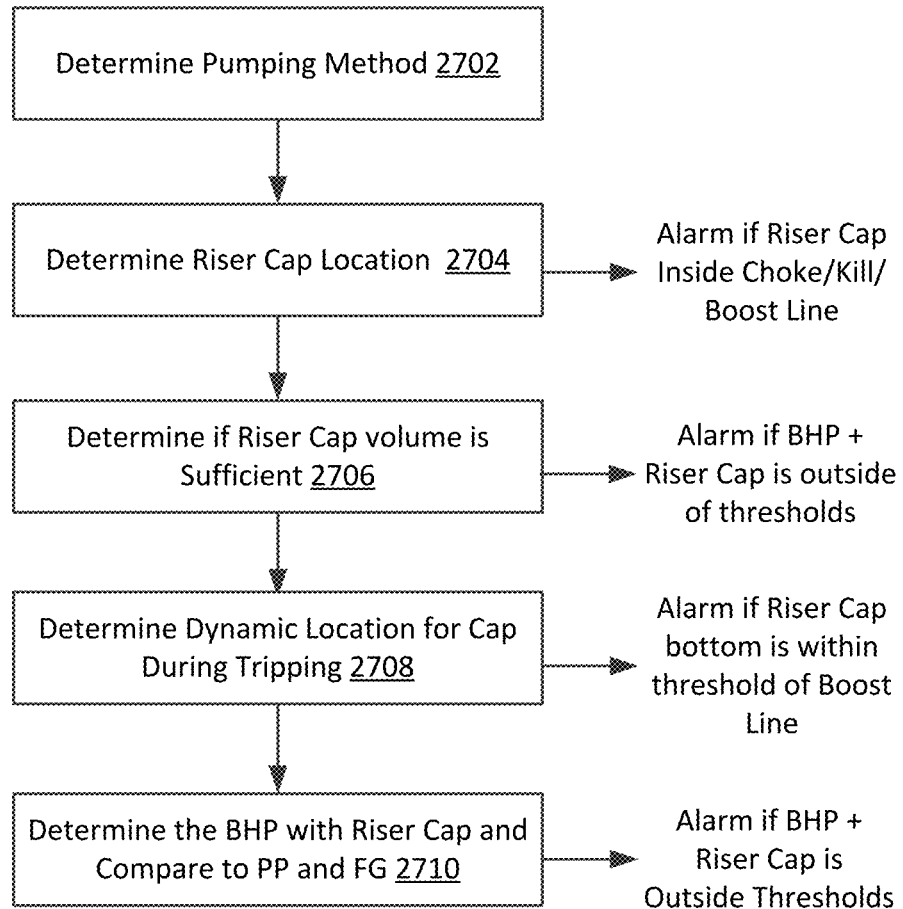 Determine Pumping Method 2702
Determine Riser Cap Location 2704
Alarm if Riser Cap
Inside Choke/Kill/
Boost Line
Determine if Riser Cap volume is
Sufficient 2706
Alarm if BHP +
Riser Cap is outside
of thresholds
Determine Dynamic Location for Cap
During Tripping 2708
Alarm if Riser Cap
bottom is within
threshold of Boost
Line
Determine the BHP with Riser Cap and
Compare to PP and FG 2710
Alarm if BHP +
Riser Cap is
Outside Thresholds